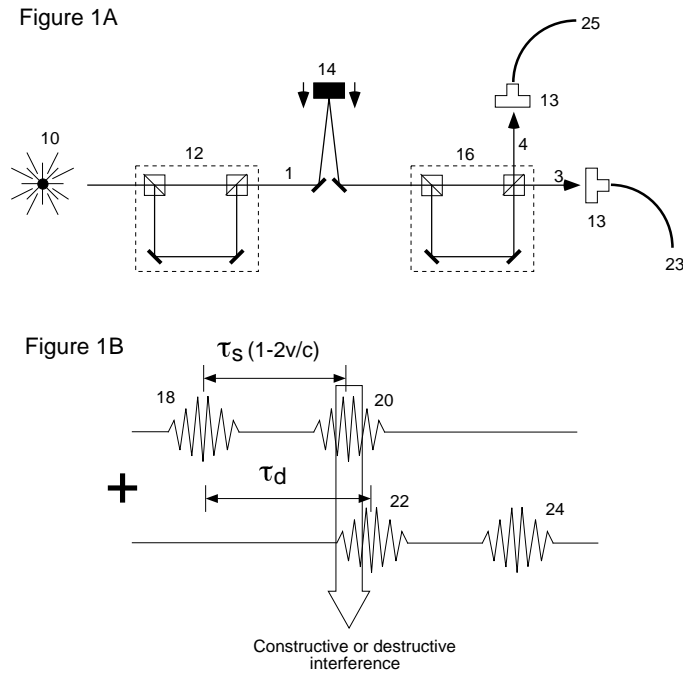 Figure 1A
25
14
13
10
12
16
4
1
3
13
23
Figure 1B
τs (1-2v/c)
18
20
τd
22
24
+
Constructive or destructive
interference